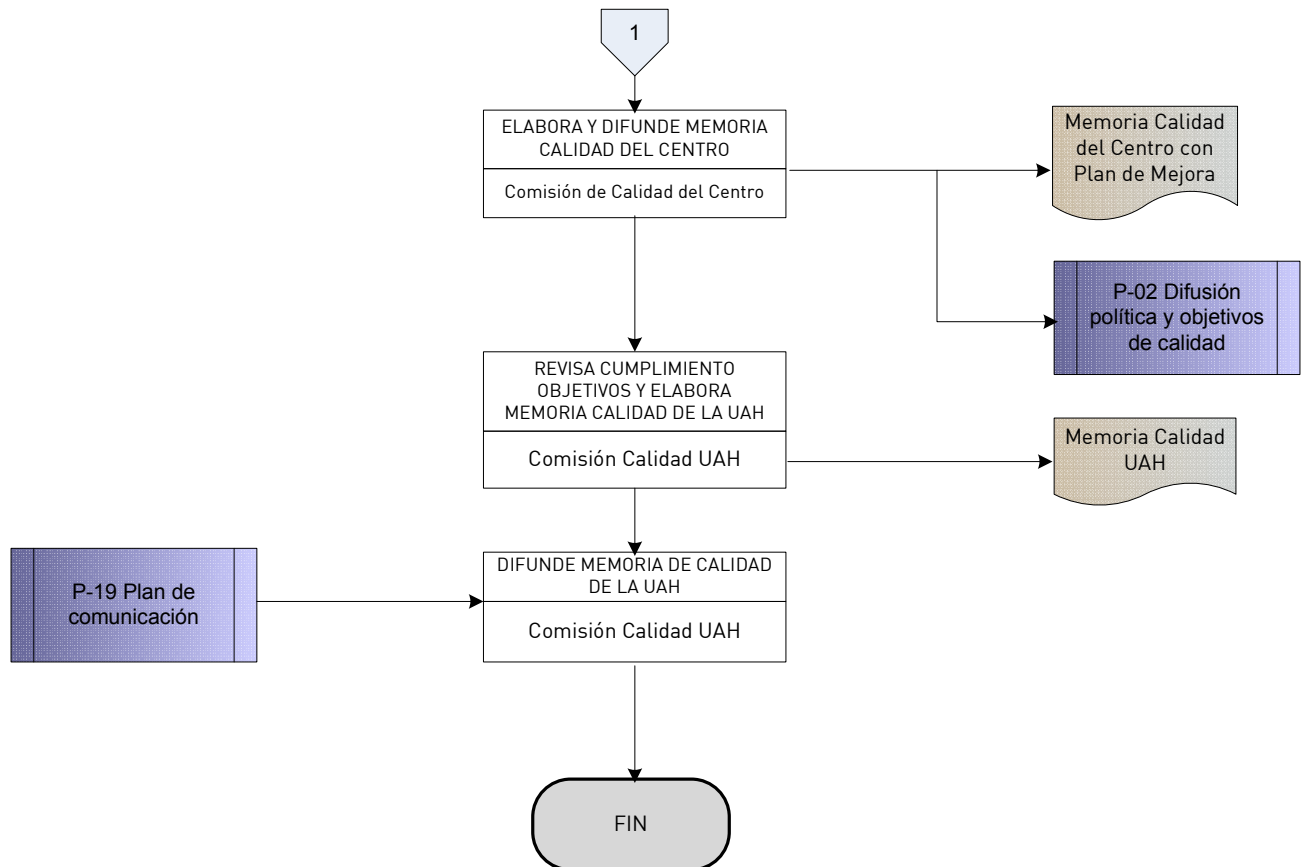 1
ELABORA Y DIFUNDE MEMORIA
CALIDAD DEL CENTRO
Comisión de Calidad del Centro
Memoria Calidad
del Centro con
Plan de Mejora
P-02 Difusión
política y objetivos
de calidad
REVISA CUMPLIMIENTO
OBJETIVOS Y ELABORA
MEMORIA CALIDAD DE LA UAH
Comisión Calidad UAH
Memoria Calidad
UAH
P-19 Plan de
comunicación
DIFUNDE MEMORIA DE CALIDAD
DE LA UAH
Comisión Calidad UAH
FIN